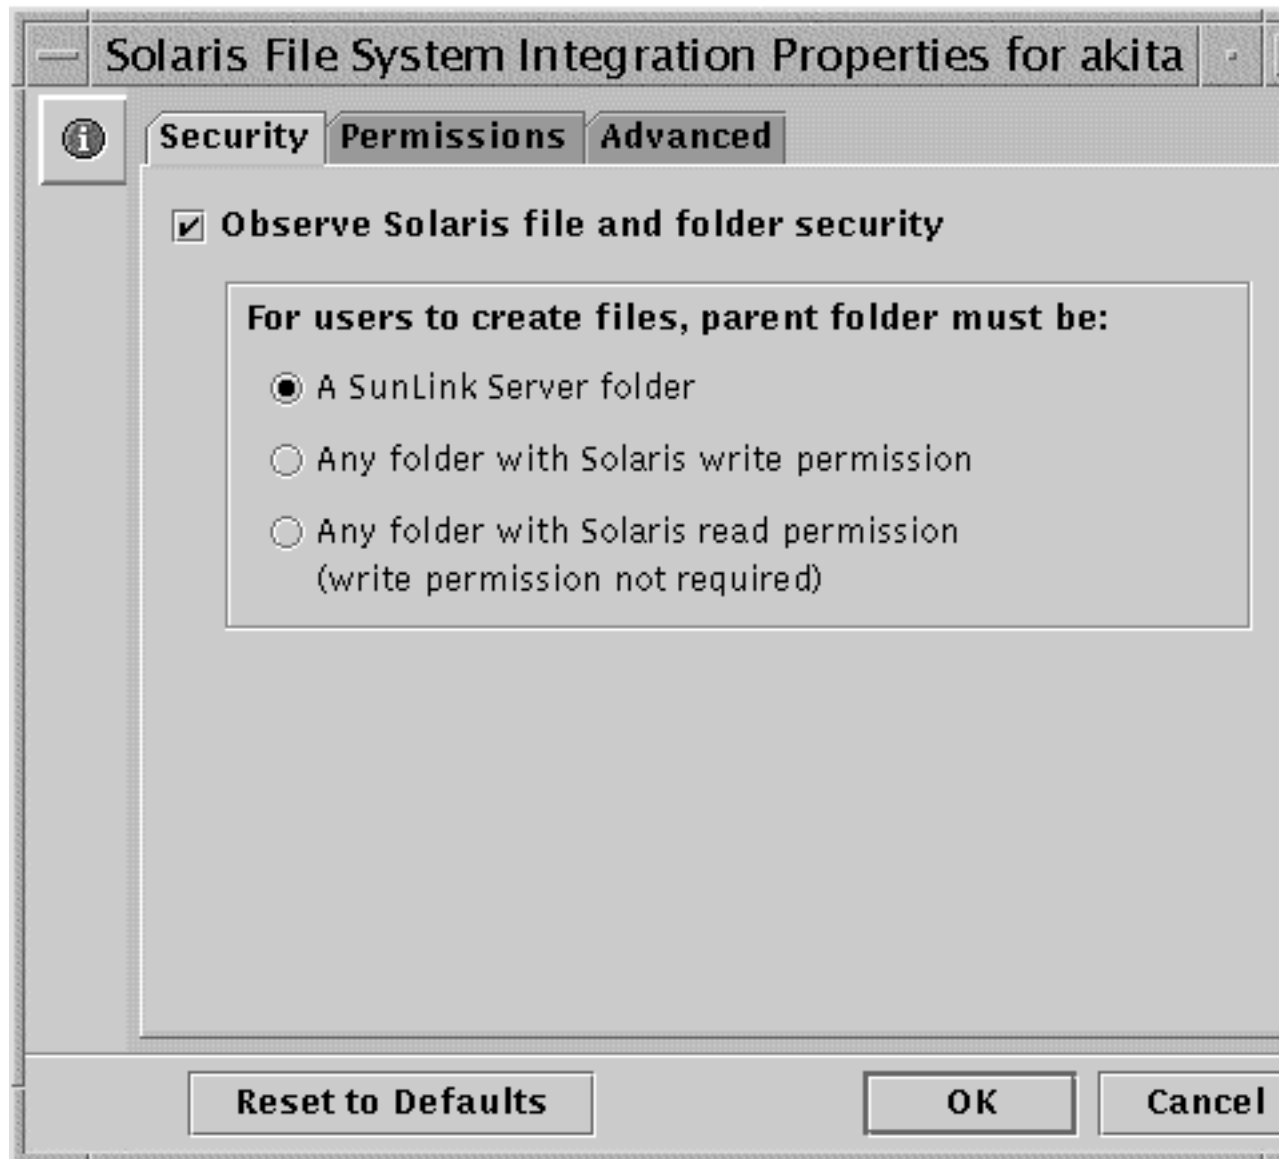 Solaris File System Integration Properties for akita
Security Permissions Advanced
Observe Solaris file and folder security
For users to create files, parent folder must be:
A SunLink Server folder
Any folder with Solaris write permission
Any folder with Solaris read permission
(write permission not required)
Reset to Defaults OK Cancel